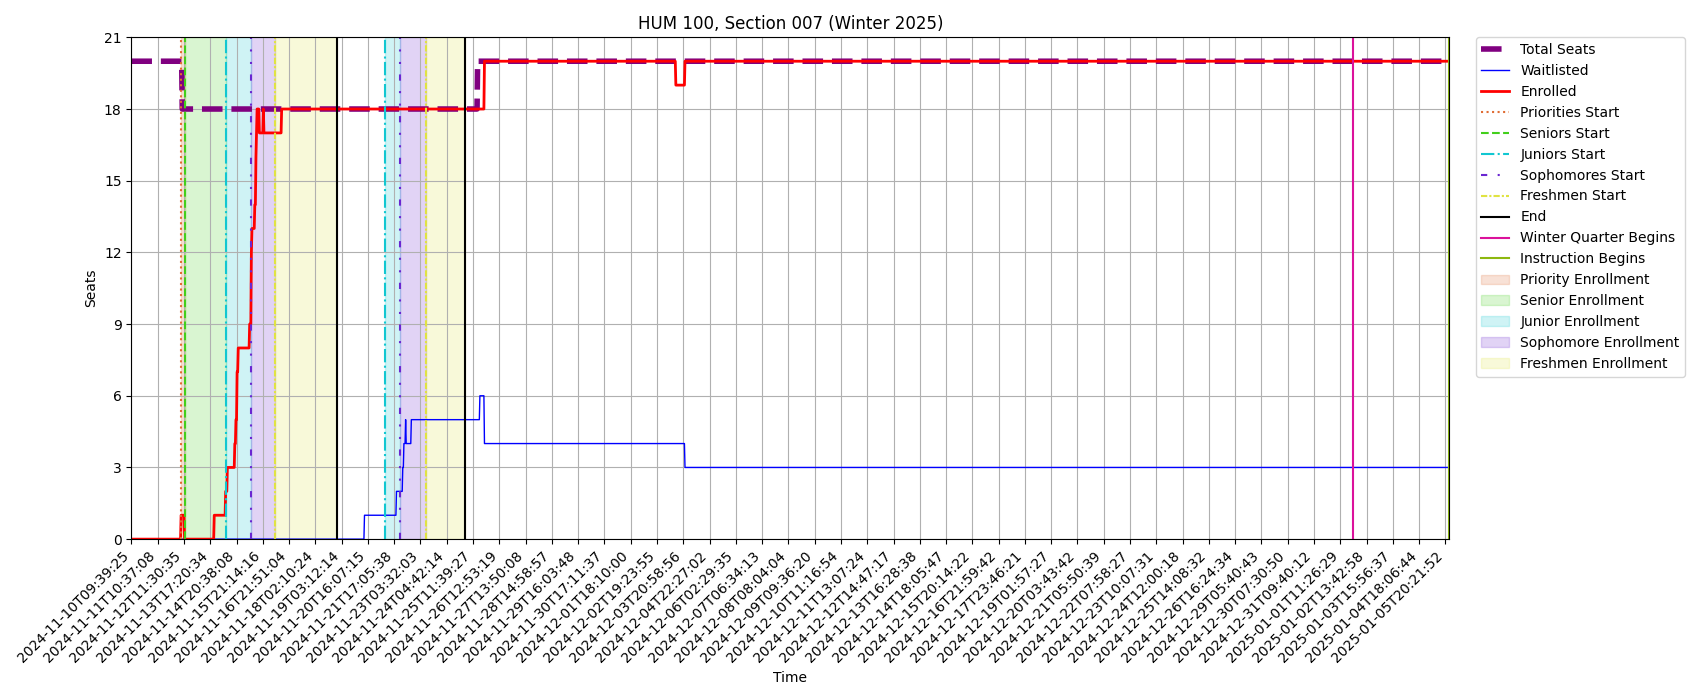 HUM 100, Section 007 (Winter 2025)
21
18
15
12
9
6
3
0
Seats
2024-11-10T09:39:25
2024-11-11T10:37:08
2024-11-12T11:30:35
2024-11-13T17:20:34
2024-11-14T20:38:08
2024-11-15T21:14:16
2024-11-16T21:51:04
2024-11-18T02:10:24
2024-11-19T03:12:14
2024-11-20T16:07:15
2024-11-21T17:05:38
2024-11-23T03:32:03
2024-11-24T04:42:14
2024-11-25T11:39:27
2024-11-26T12:53:19
2024-11-27T13:50:08
2024-11-28T14:58:57
2024-11-29T16:03:48
2024-11-30T17:11:37
2024-12-01T18:10:00
2024-12-02T19:23:55
2024-12-03T20:58:56
2024-12-04T22:27:02
2024-12-06T02:29:35
2024-12-07T06:34:13
2024-12-08T08:04:04
2024-12-09T09:36:20
2024-12-10T11:16:54
2024-12-11T13:07:24
2024-12-12T14:47:17
2024-12-13T16:28:38
2024-12-14T18:05:47
2024-12-15T20:14:22
2024-12-16T21:59:42
2024-12-17T23:46:21
2024-12-19T01:57:27
2024-12-20T03:43:42
2024-12-21T05:50:39
2024-12-22T07:58:27
2024-12-23T10:07:31
2024-12-24T12:00:18
2024-12-25T14:08:32
2024-12-26T16:24:34
2024-12-29T05:40:43
2024-12-30T07:30:50
2024-12-31T09:40:12
2025-01-01T11:26:29
2025-01-02T13:42:58
2025-01-03T15:56:37
2025-01-04T18:06:44
2025-01-05T20:21:52
Time
Total Seats
Waitlisted
Enrolled
Priorities Start
Seniors Start
Juniors Start
Sophomores Start
Freshmen Start
End
Winter Quarter Begins
Instruction Begins
Priority Enrollment
Senior Enrollment
Junior Enrollment
Sophomore Enrollment
Freshmen Enrollment